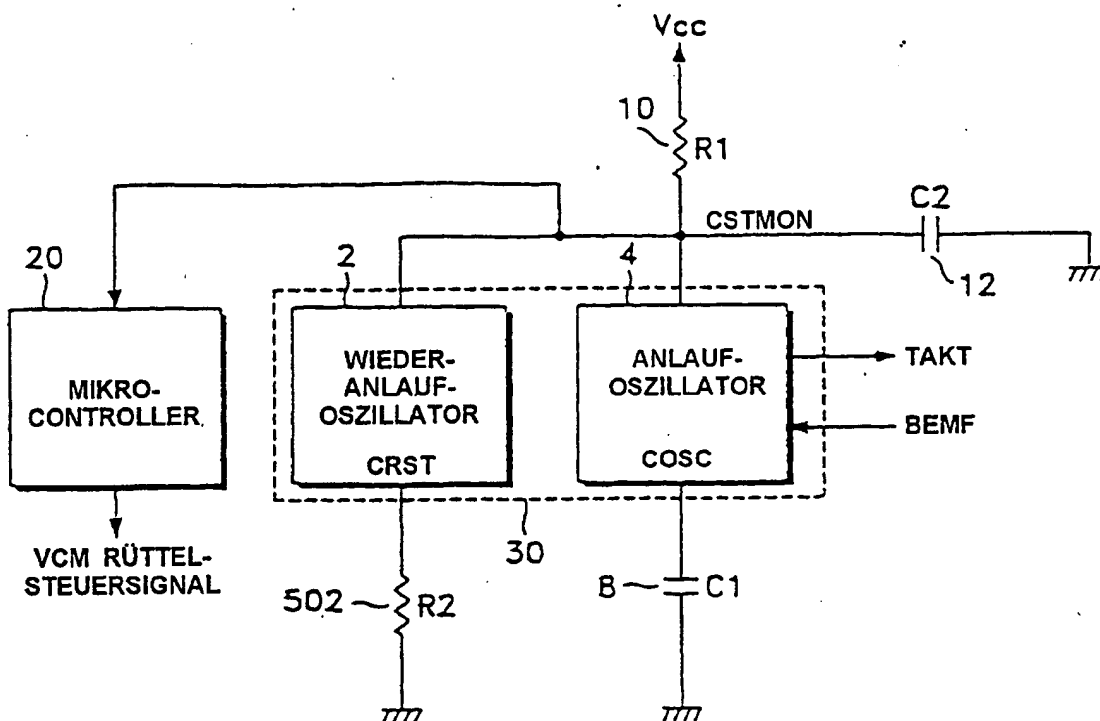 Vcc
10
R1
C2
CSTMON
12
20
2
4
MIKRO-
CONTROLLER
WIEDER-
ANLAUF-
OSZILLATOR
CRST
ANLAUF-
OSZILLATOR
COSC
TAKT
BEMF
30
VCM RÜTTEL-
STEUERSIGNAL
502
R2
8
C1